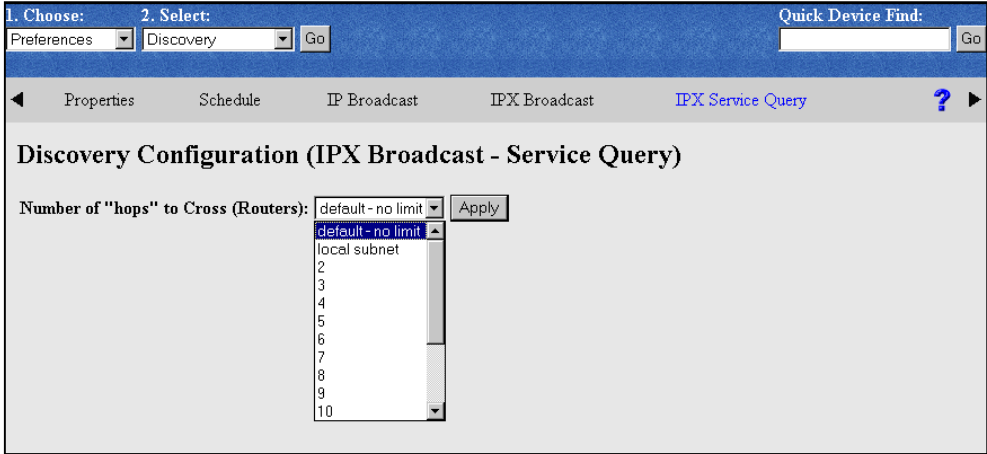 1. Choose: 2. Select: Quick Device Find:
Preferences Discovery Go Go
Properties Schedule IP Broadcast IPX Broadcast IPX Service Query ?
Discovery Configuration (IPX Broadcast - Service Query)
Number of "hops" to Cross (Routers): default - no limit Apply
default - no limit
local subnet
2
3
4
5
6
7
8
9
10